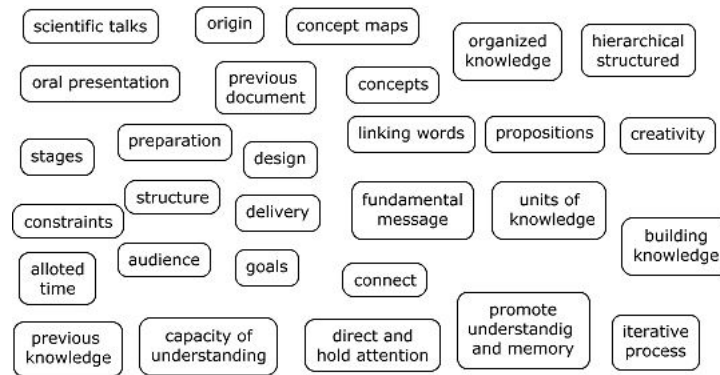 scientific talks
origin
concept maps
organized
knowledge
hierarchical
structured
oral presentation
previous
document
concepts
linking words
propositions
creativity
stages
preparation
design
structure
delivery
fundamental
message
units of
knowledge
constraints
building
knowledge
alloted
time
audience
goals
connect
promote
understandig
and memory
iterative
process
previous
knowledge
capacity of
understanding
direct and
hold attention